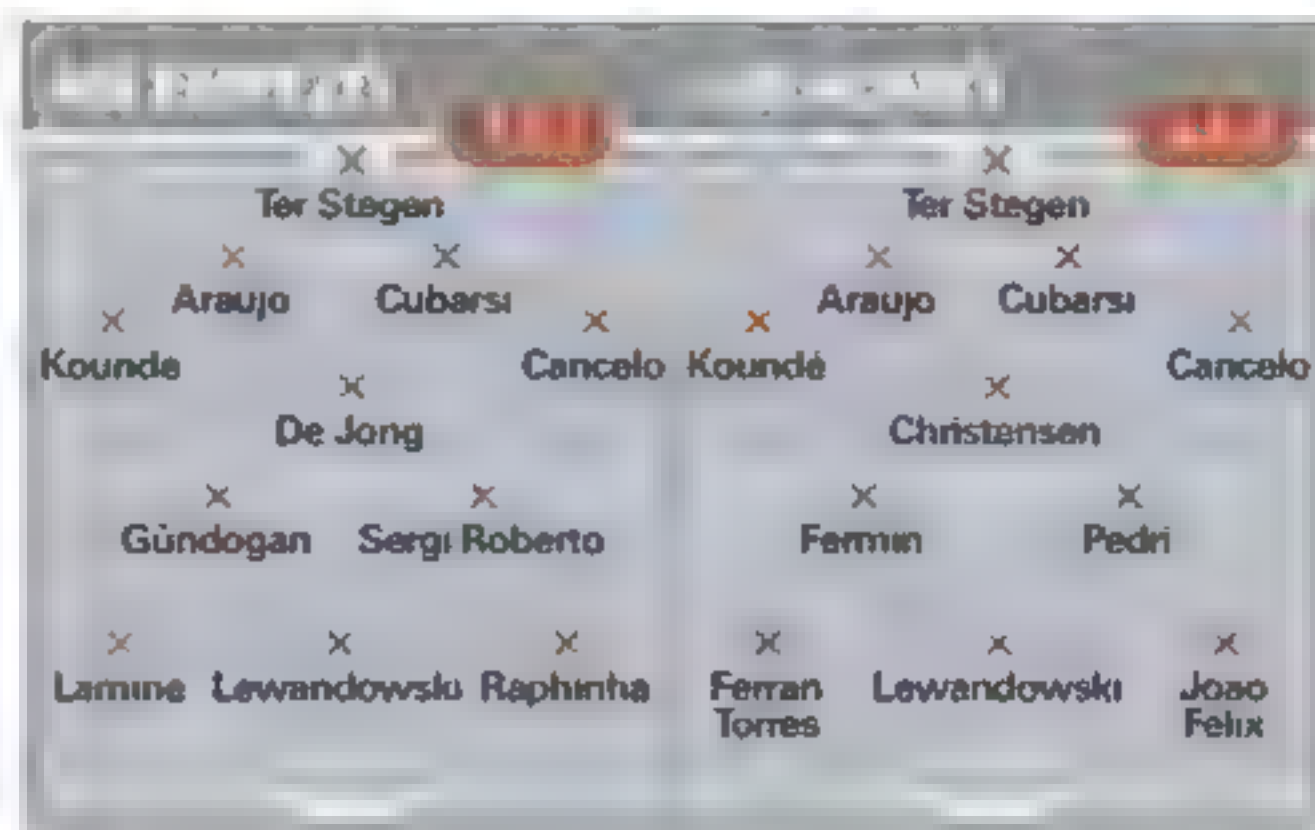 Ter Stegen
Araujo Cubarsi
Kounde Cancelo
De Jong
Gündogan Sergi Roberto
Lamine Lewandowski Raphinha
Ter Stegen
Araujo Cubarsi
Koundé Cancelo
Christensen
Fermin Pedri
Ferran Torres Lewandowski Joao Felix